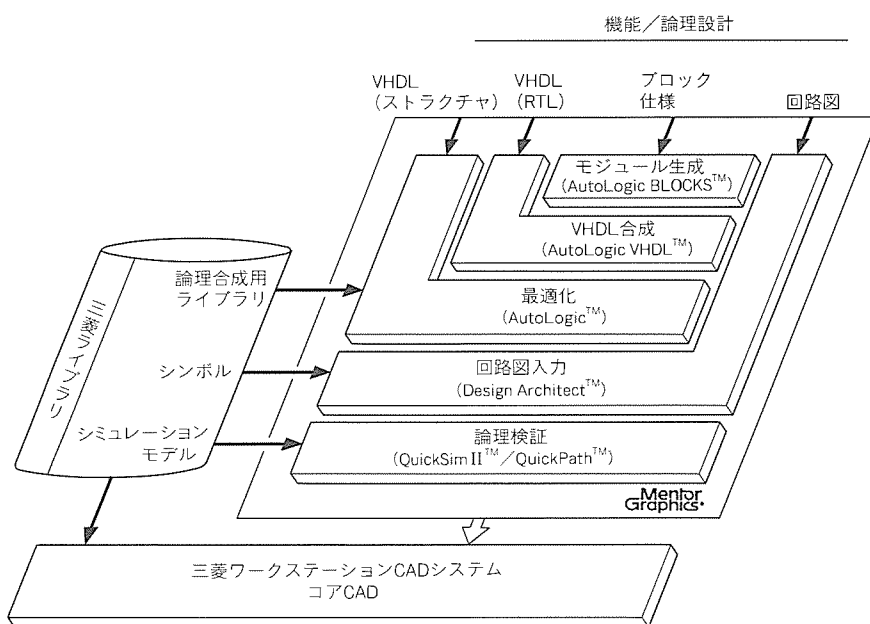 機能／論理設計
VHDL
(ストラクチャ)
VHDL
(RTL)
ブロック
仕様
回路図
モジュール生成
(AutoLogic BLOCKS™)
VHDL合成
(AutoLogic VHDL™)
最適化
(AutoLogic™)
回路図入力
(Design Architect™)
論理検証
(QuickSim II™／QuickPath™)
Mentor
Graphics
三菱ライブラリ
論理合成用
ライブラリ
シンボル
シミュレーション
モデル
三菱ワークステーションCADシステム
コアCAD